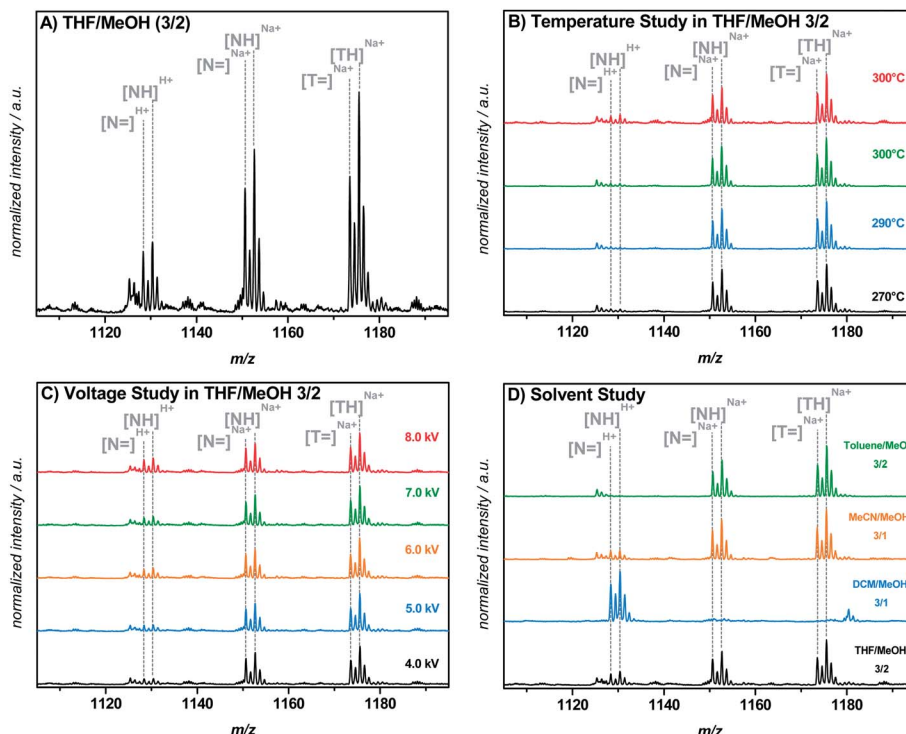 A) THF/MeOH (3/2)
[NH]Na+
[N=]Na+
[TH]Na+
[T=]Na+
[NH]H+
[N=]H+
normalized intensity / a.u.
1120 1140 1160 1180
m/z
B) Temperature Study in THF/MeOH 3/2
[NH]H+ [NH]Na+ [TH]Na+
[N=]H+ [N=]Na+ [T=]Na+
300°C
300°C
290°C
270°C
normalized intensity / a.u.
1120 1140 1160 1180
m/z
C) Voltage Study in THF/MeOH 3/2
[NH]H+ [NH]Na+ [TH]Na+
[N=]H+ [N=]Na+ [T=]Na+
8.0 kV
7.0 kV
6.0 kV
5.0 kV
4.0 kV
normalized intensity / a.u.
1120 1140 1160 1180
m/z
D) Solvent Study
[NH]H+ [NH]Na+ [TH]Na+
[N=]H+ [N=]Na+ [T=]Na+
Toluene/MeO
3/2
MeCN/MeOH
3/1
DCM/MeOH
3/1
THF/MeOH
3/2
normalized intensity / a.u.
1120 1140 1160 1180
m/z